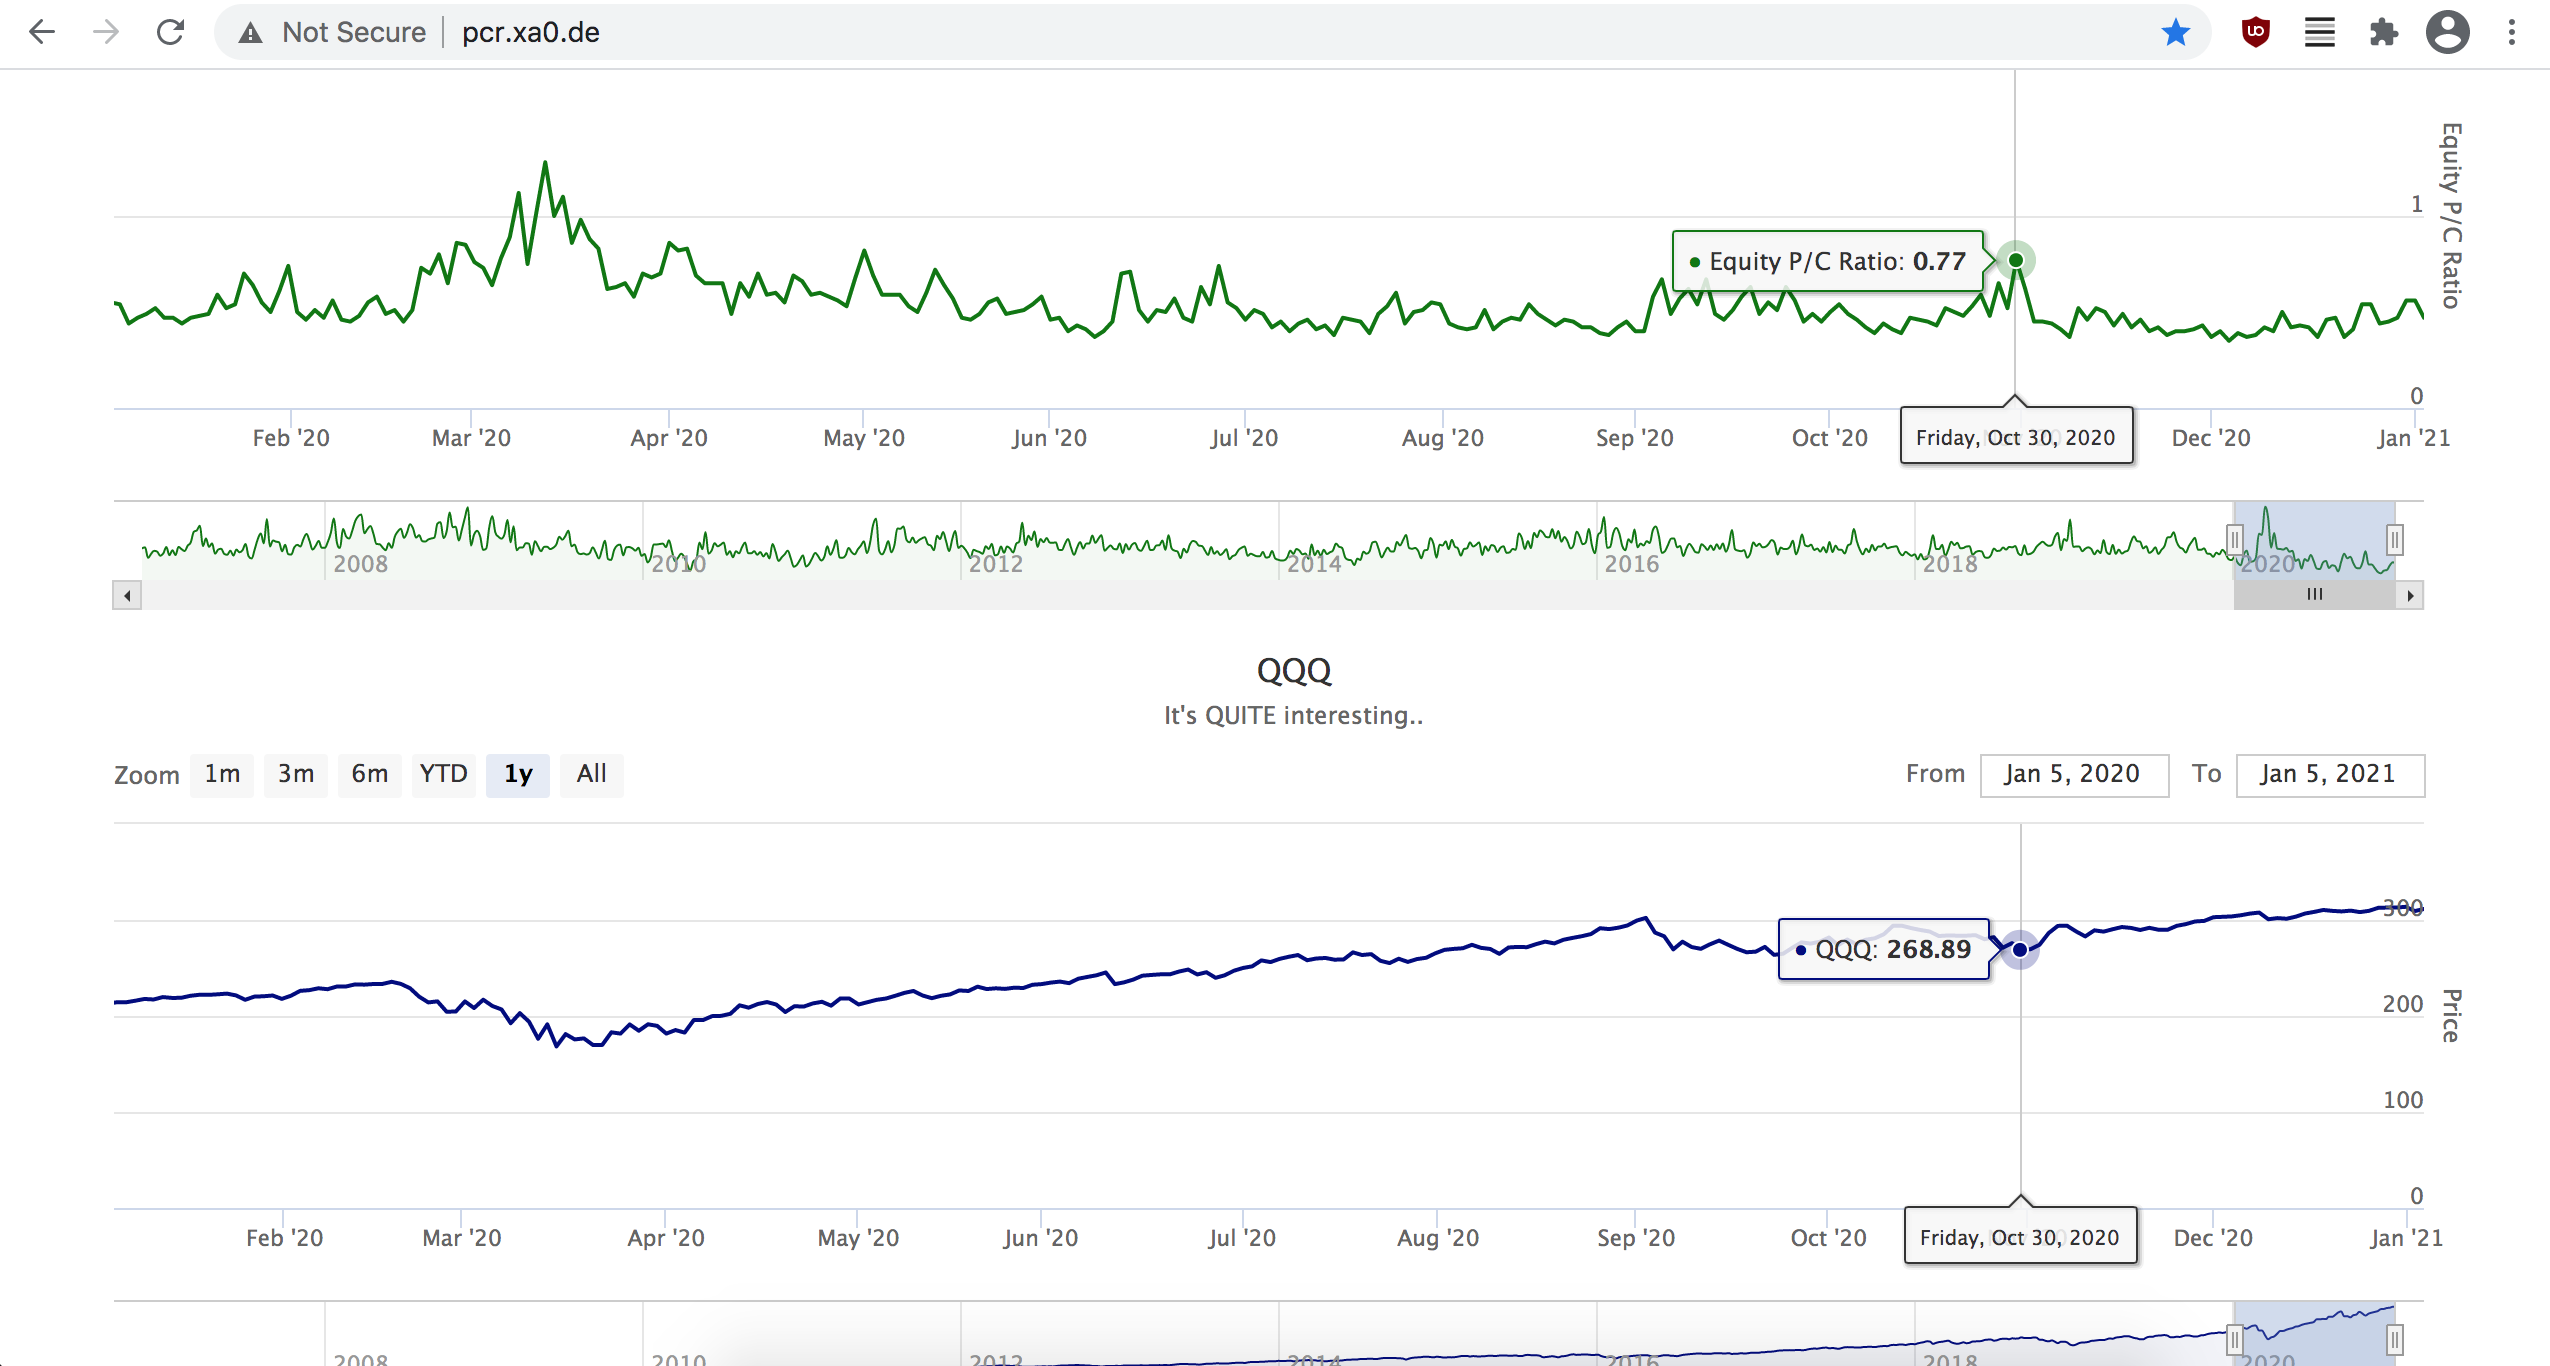 Not Secure | pcr.xa0.de
Equity P/C Ratio
1
Equity P/C Ratio: 0.77
0
Feb '20 Mar '20 Apr '20 May '20 Jun '20 Jul '20 Aug '20 Sep '20 Oct '20 Dec '20 Jan '21
Friday, Oct 30, 2020
2008 2010 2012 2014 2016 2018 2020
QQQ
It's QUITE interesting..
Zoom 1m 3m 6m YTD 1y All From Jan 5, 2020 To Jan 5, 2021
300
QQQ: 268.89
200
Price
100
0
Feb '20 Mar '20 Apr '20 May '20 Jun '20 Jul '20 Aug '20 Sep '20 Oct '20 Dec '20 Jan '21
Friday, Oct 30, 2020
2008 2010 2012 2014 2016 2018 2020